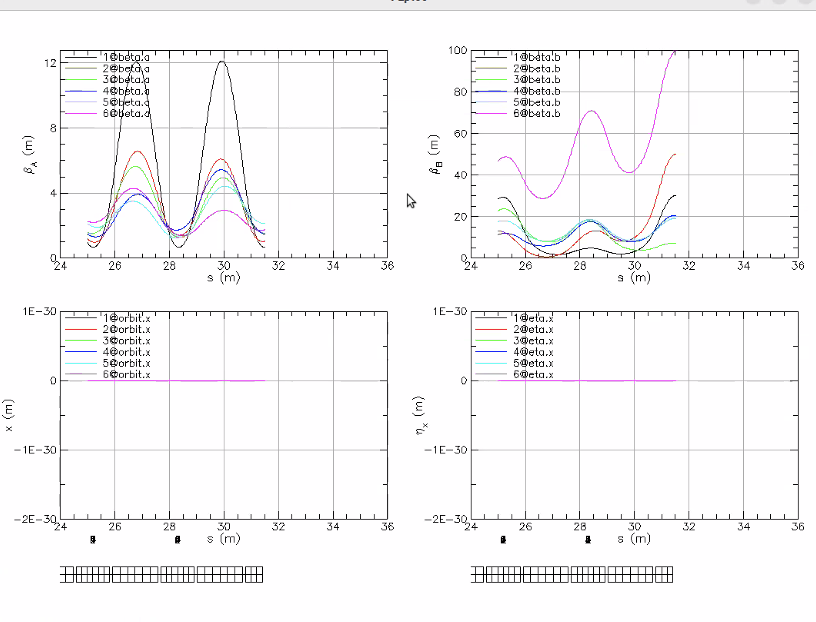 12
8
4
0
24 26 28 30 32 34 36
β_A (m)
s (m)
1@beta.a
2@beta.a
3@beta.a
4@beta.a
5@beta.a
6@beta.a
100
80
60
40
20
0
24 26 28 30 32 34 36
β_B (m)
s (m)
1@beta.b
2@beta.b
3@beta.b
4@beta.b
5@beta.b
6@beta.b
1E-30
0
-1E-30
-2E-30
24 26 28 30 32 34 36
x (m)
s (m)
1@orbit.x
2@orbit.x
3@orbit.x
4@orbit.x
5@orbit.x
6@orbit.x
1E-30
0
-1E-30
-2E-30
24 26 28 30 32 34 36
η_x (m)
s (m)
1@eta.x
2@eta.x
3@eta.x
4@eta.x
5@eta.x
6@eta.x